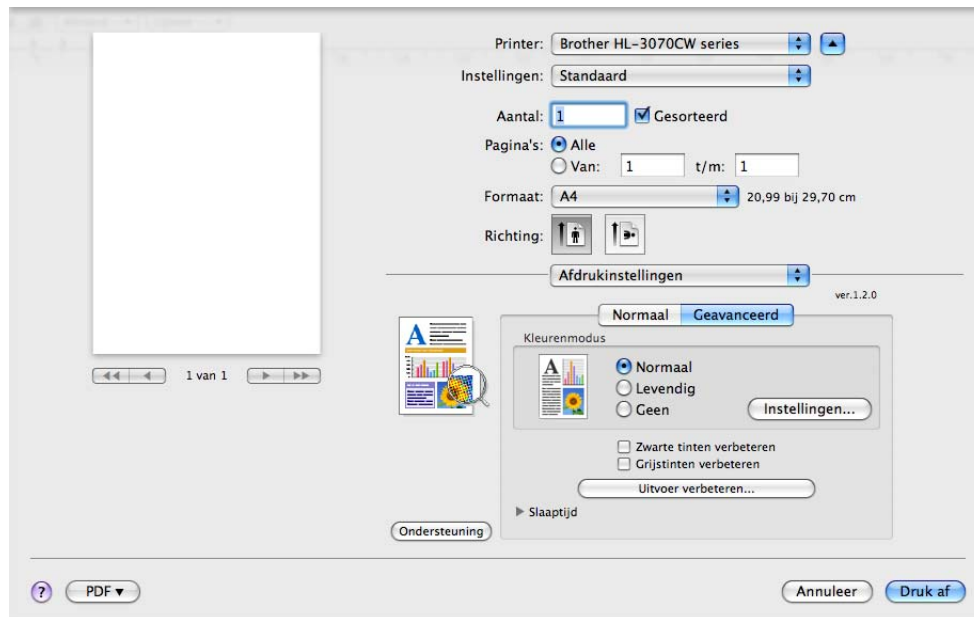 Printer: Brother HL-3070CW series
Instellingen: Standaard
Aantal: 1 Gesorteerd
Pagina's: Alle
Van: 1 t/m: 1
Formaat: A4 20,99 bij 29,70 cm
Richting:
Afdrukinstellingen
ver.1.2.0
Normaal Geavanceerd
Kleurenmodus
A
A
Normaal
Levendig
Geen Instellingen...
1 van 1
Zwarte tinten verbeteren
Grijstinten verbeteren
Uitvoer verbeteren...
Slaaptijd
Ondersteuning
? PDF ▼ Annuleer Druk af